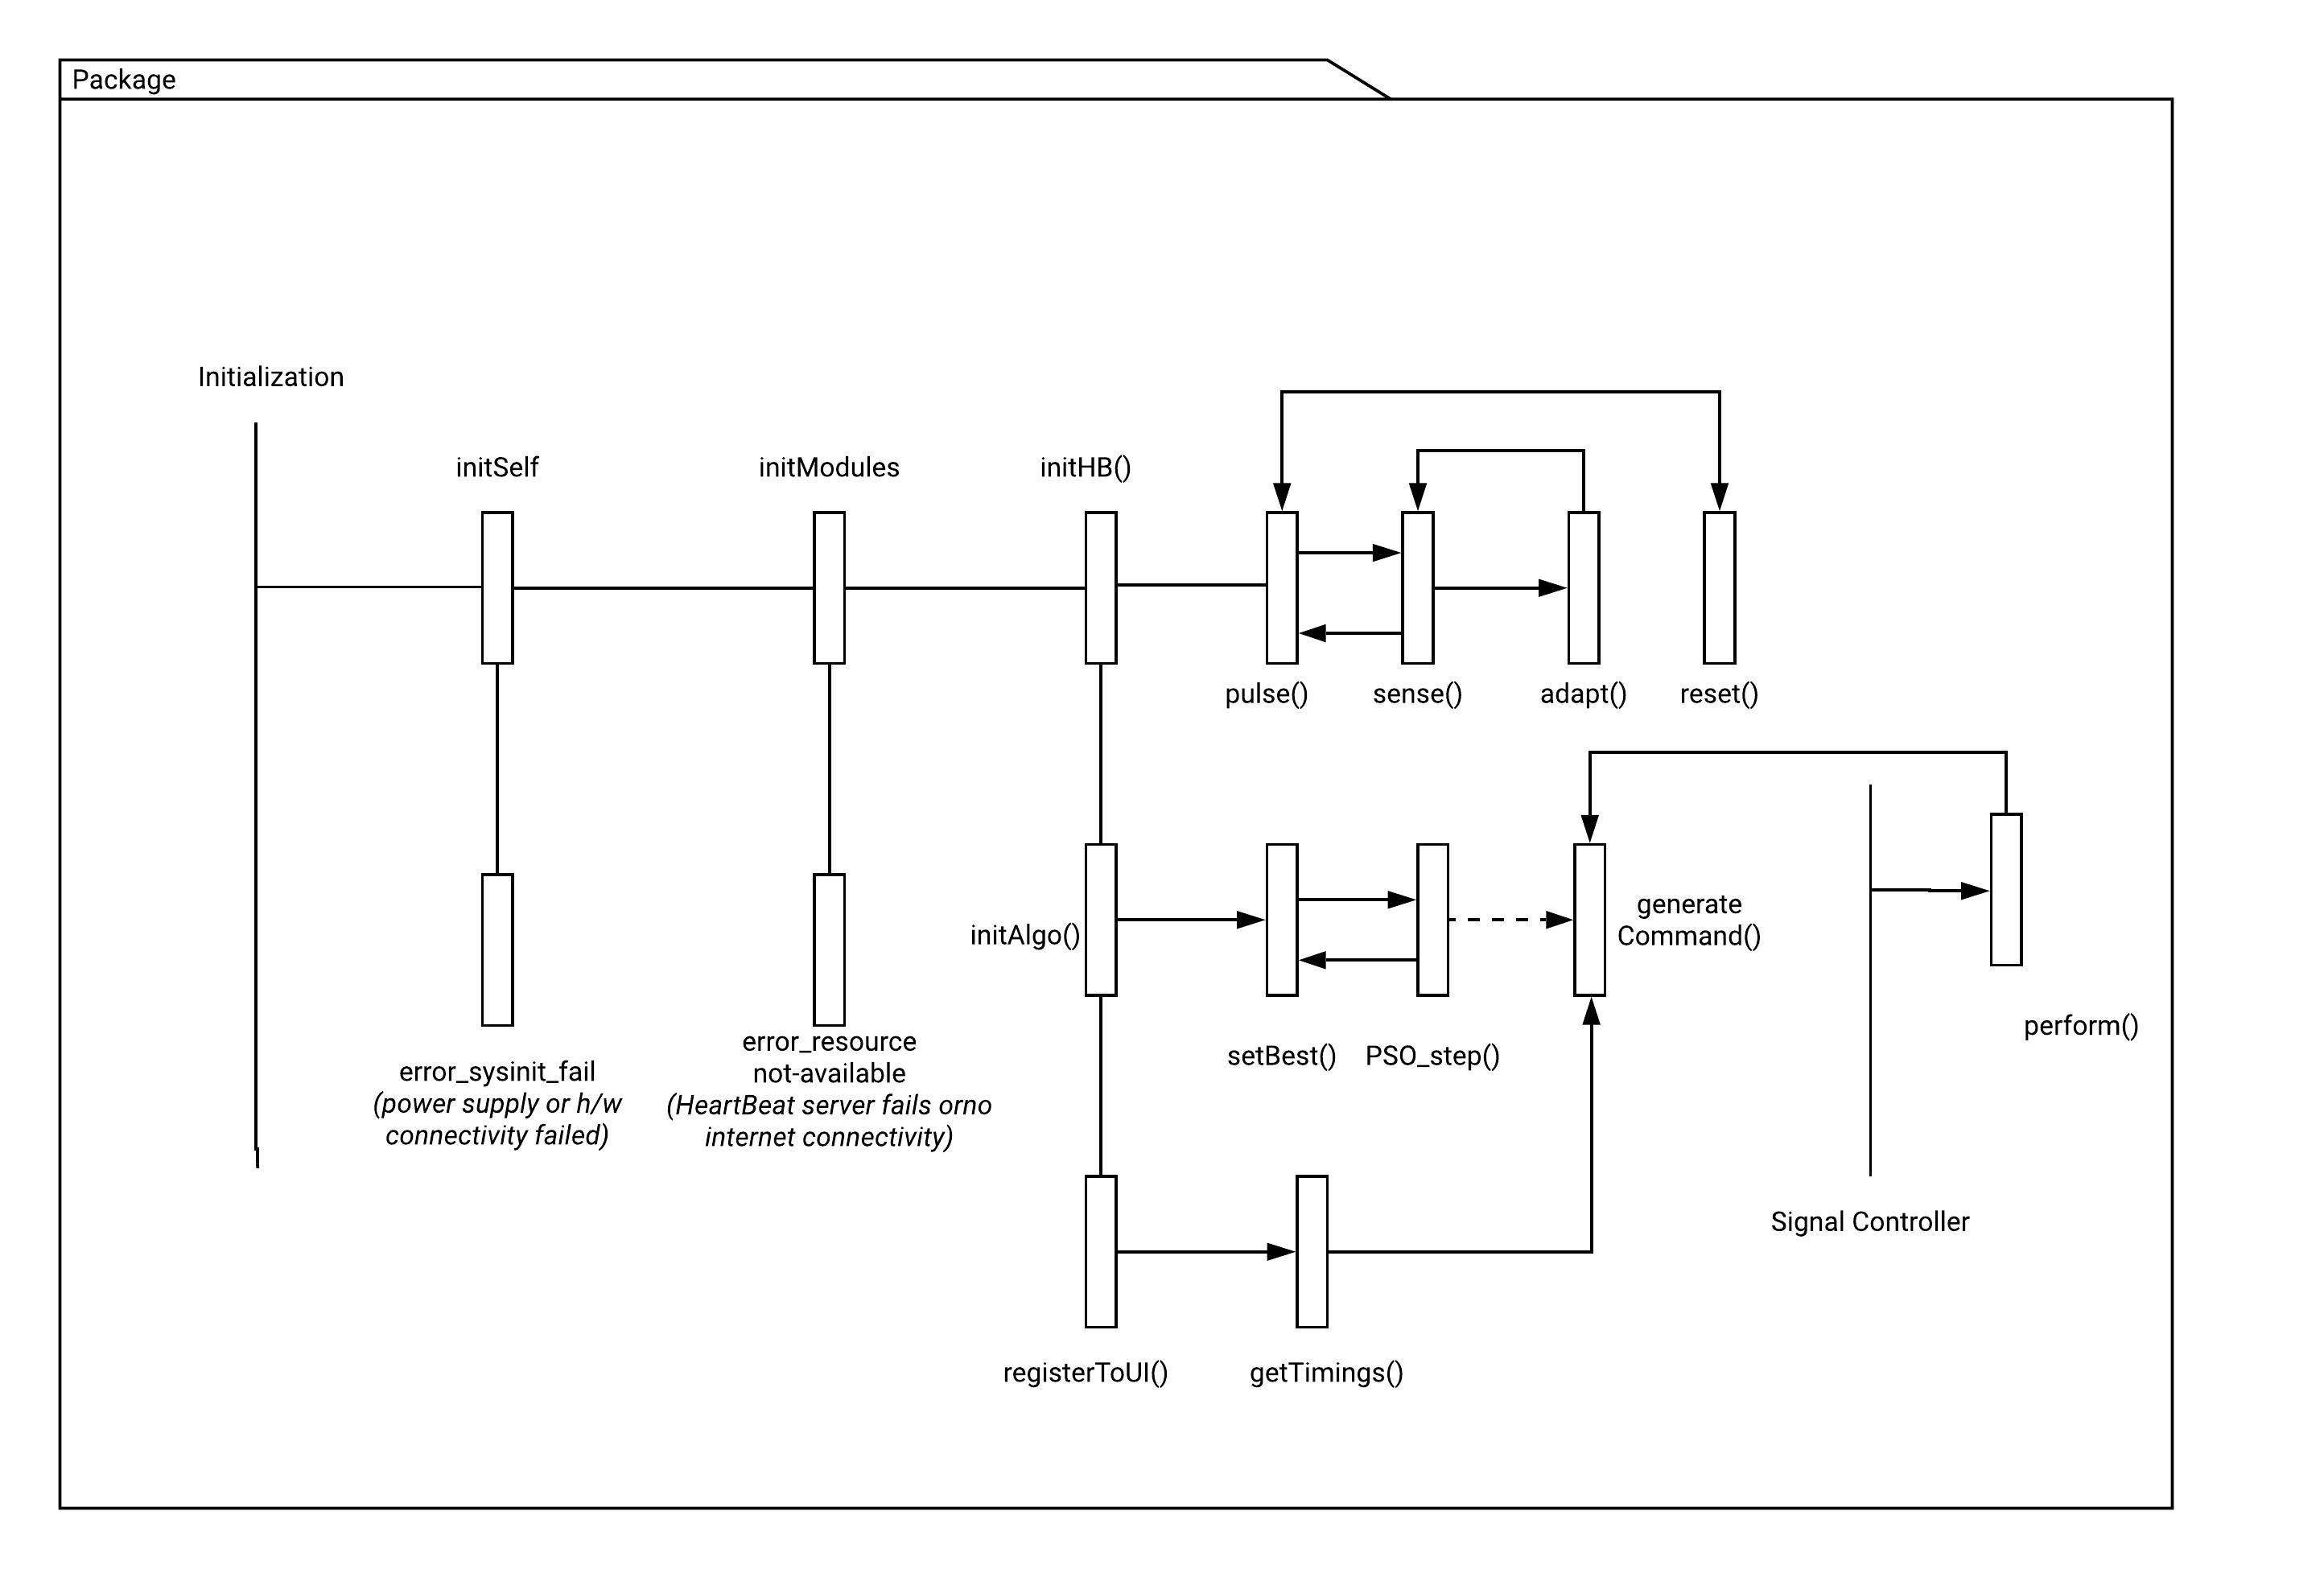 Package
Initialization
initSelf
initModules
initHB()
pulse()
sense()
adapt()
reset()
initAlgo()
generate
Command()
setBest()
PSO_step()
perform()
error_sysinit_fail
(power supply or h/w
connectivity failed)
error_resource
not-available
(HeartBeat server fails orno
internet connectivity)
Signal Controller
registerToUI()
getTimings()